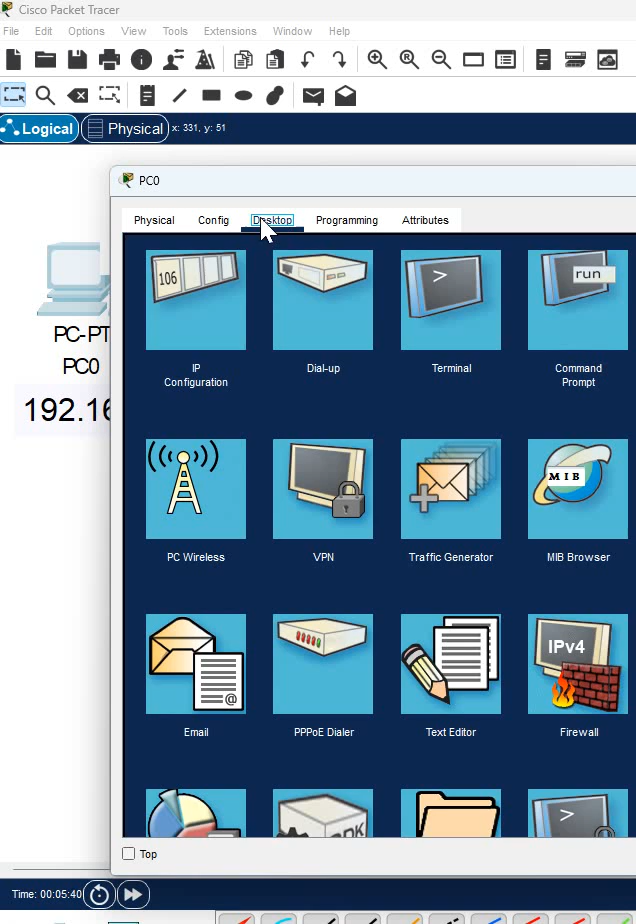 Cisco Packet Tracer
File Edit Options View Tools Extensions Window Help
Logical Physical x: 331, y: 51
PC0
Physical Config Desktop Programming Attributes
106
>
run
IP Configuration
Dial-up
Terminal
Command Prompt
PC-PT
PC0
192.16
MIB
PC Wireless
VPN
Traffic Generator
MIB Browser
@
IPv4
Email
PPPoE Dialer
Text Editor
Firewall
>
Top
Time: 00:05:40